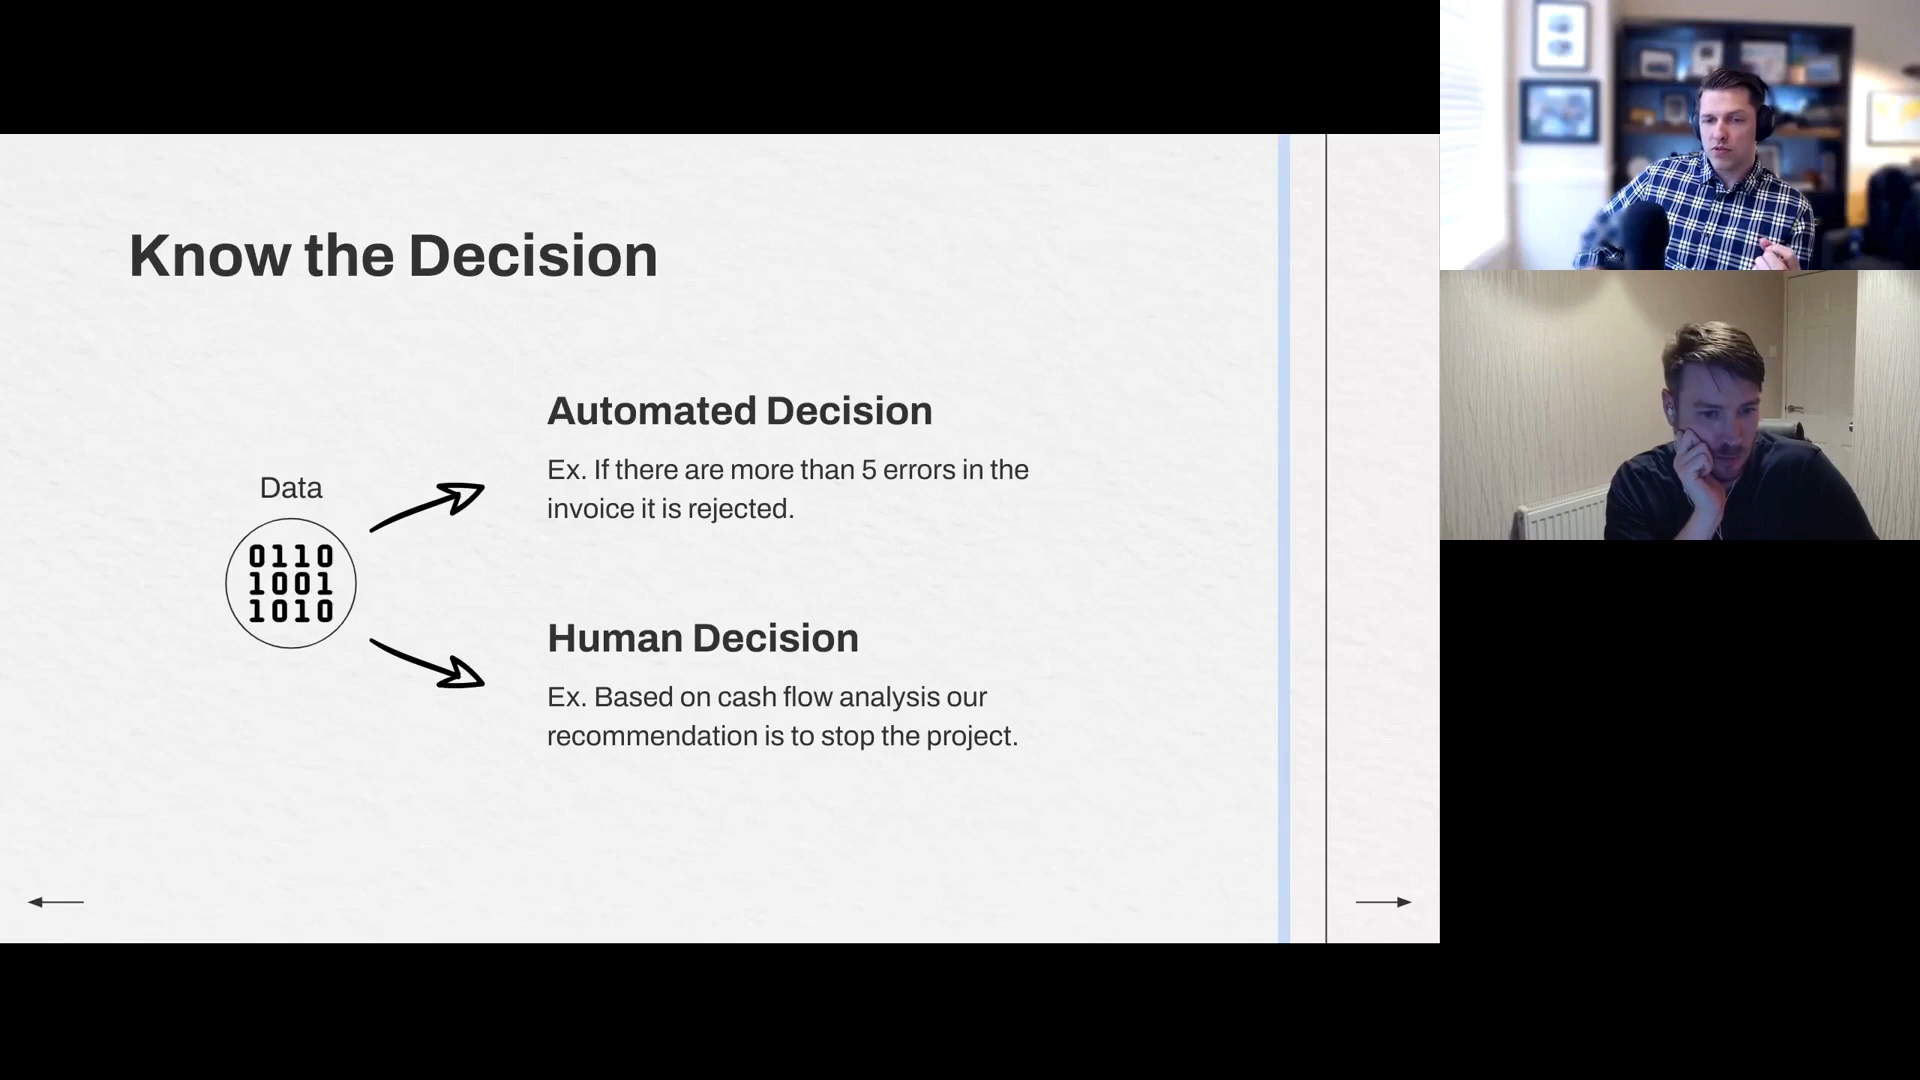 Know the Decision
Automated Decision
Ex. If there are more than 5 errors in the
invoice it is rejected.
Data
0110
1001
1010
Human Decision
Ex. Based on cash flow analysis our
recommendation is to stop the project.